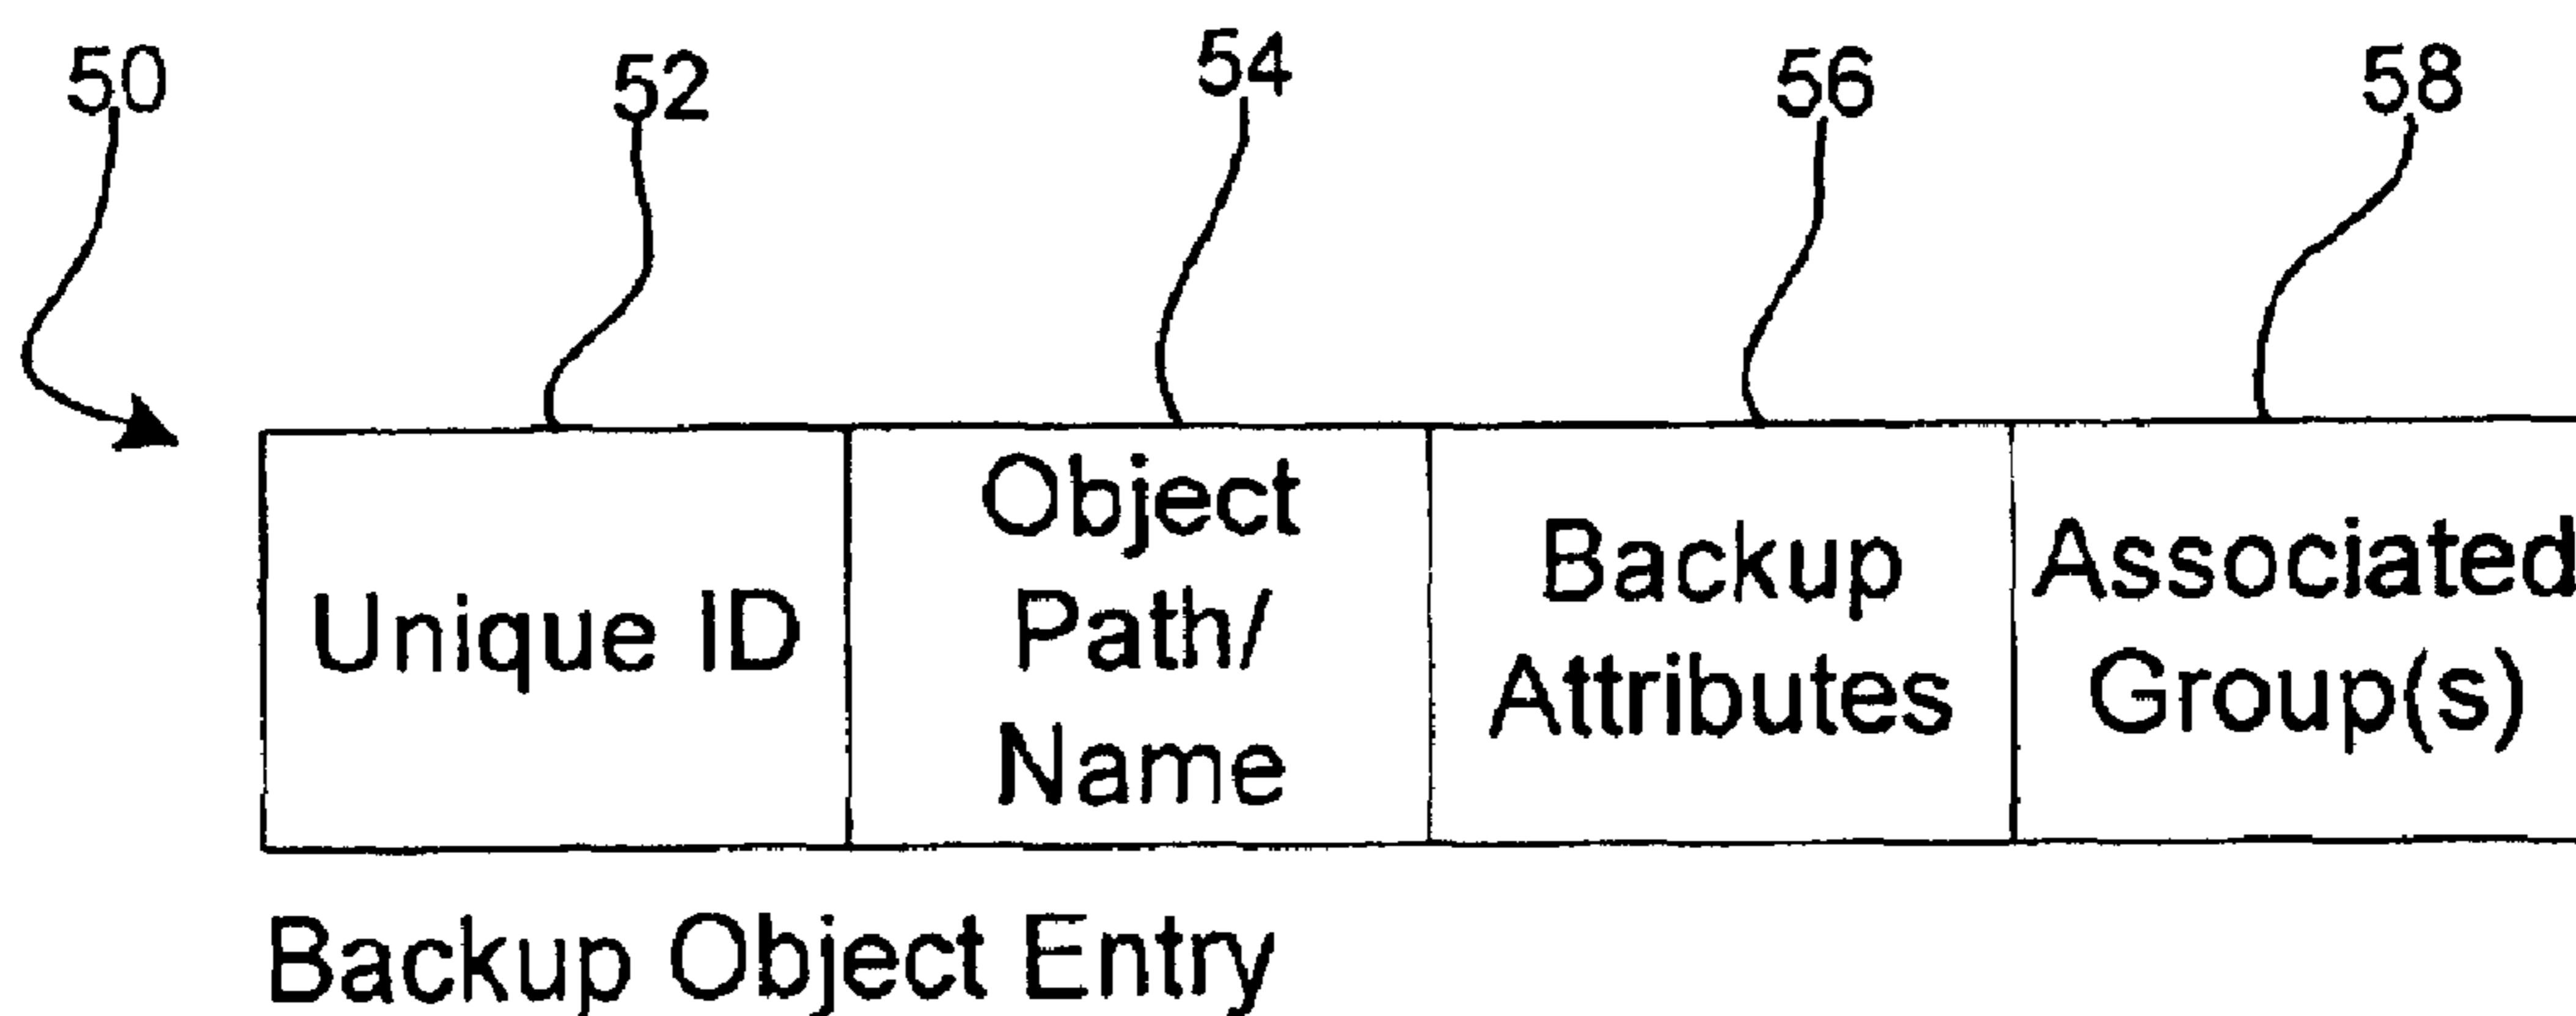 50
52
54
56
58
Unique ID
Object
Path/
Name
Backup
Attributes
Associated
Group(s)
Backup Object Entry